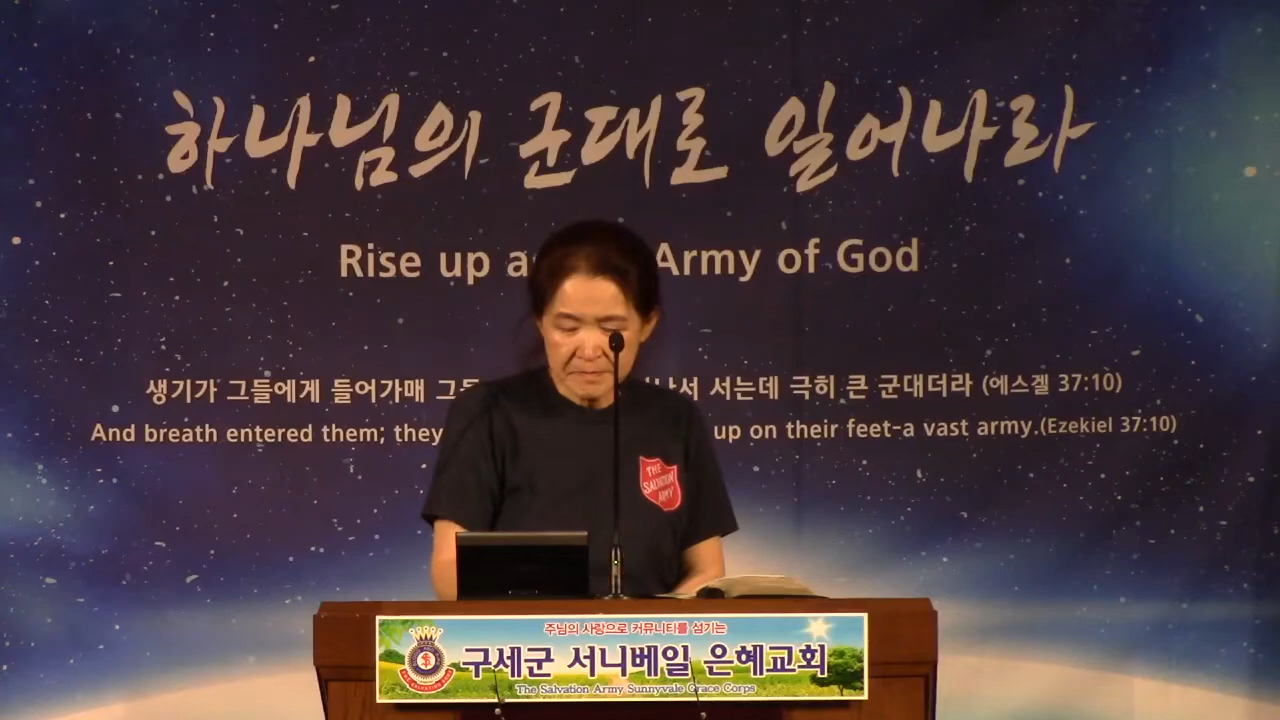 하나님의 군대로 일어나라
Rise up a Army of God
생기가 그들에게 들어가매 서는데 극히 큰 군대더라 (에스겔 37:10)
And breath entered them; they up on their feet-a vast army.(Ezekiel 37:10)
THE
SALVATION
ARMY
주님의 사랑으로 커뮤니티를 섬기는
구세군 서니베일 은혜교회
The Salvation Army Sunnyvale Grace Corps
THE SALVATION ARMY